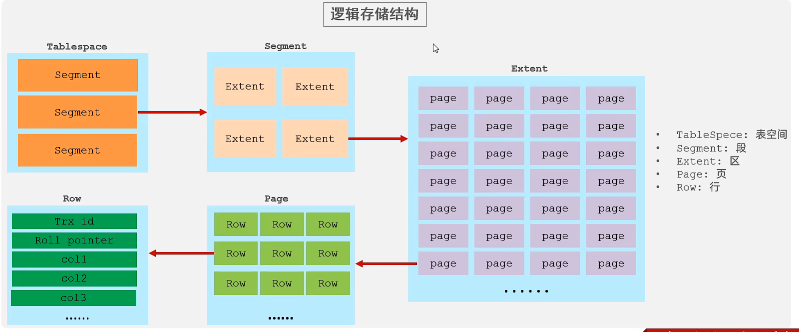 逻辑存储结构
Tablespace
Segment
Segment
Segment
Segment
Extent Extent
Extent Extent
Extent
page page page page
page page page page
page page page page
page page page page
page page page page
page page page page
page page page page
......
• TableSpece: 表空间
• Segment: 段
• Extent: 区
• Page: 页
• Row: 行
Row
Trx id
Roll pointer
col1
col2
col3
......
Page
Row Row Row
Row Row Row
Row Row Row
......